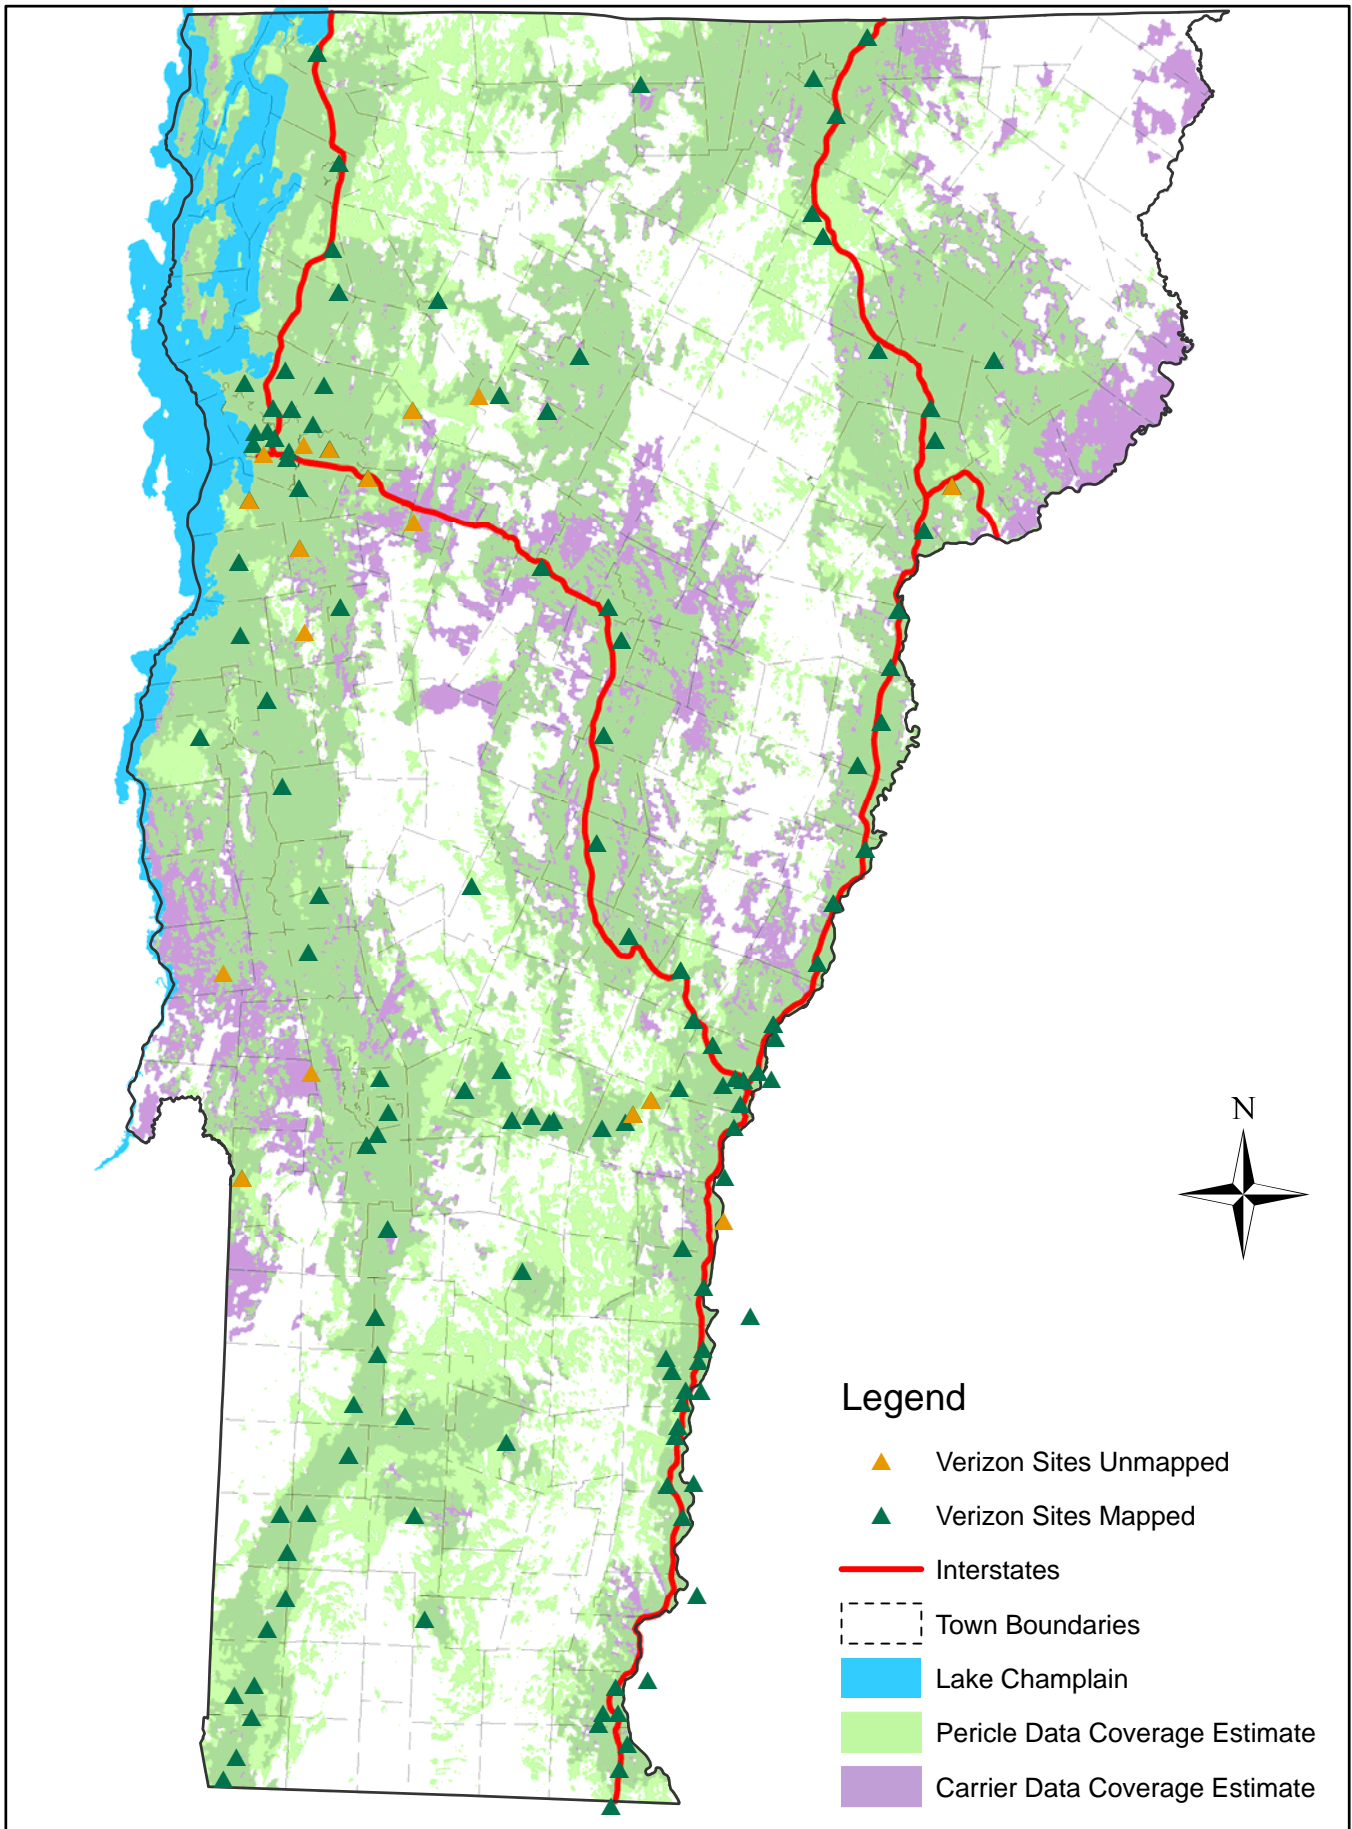 N
Legend
Verizon Sites Unmapped
Verizon Sites Mapped
Interstates
Town Boundaries
Lake Champlain
Pericle Data Coverage Estimate
Carrier Data Coverage Estimate